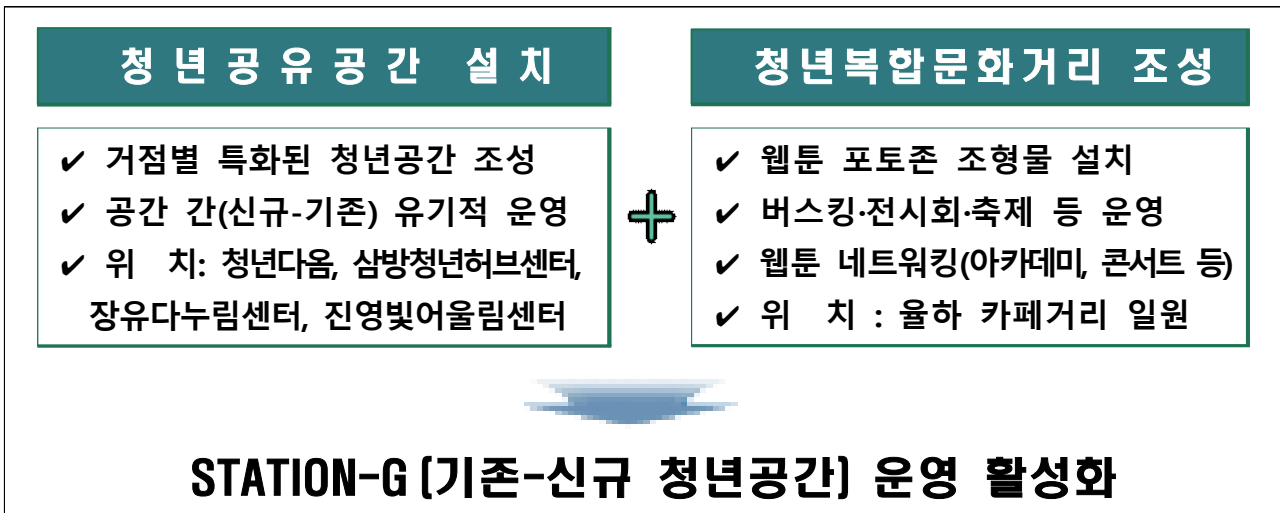 청년공유공간 설치
✔ 거점별 특화된 청년공간 조성
✔ 공간 간(신규-기존) 유기적 운영
✔ 위 치: 청년다옴, 삼방청년허브센터,
장유다누림센터, 진영빛어울림센터
+
청년복합문화거리 조성
✔ 웹툰 포토존 조형물 설치
✔ 버스킹·전시회·축제 등 운영
✔ 웹툰 네트워킹(아카데미, 콘서트 등)
✔ 위 치 : 율하 카페거리 일원
STATION-G (기존-신규 청년공간) 운영 활성화